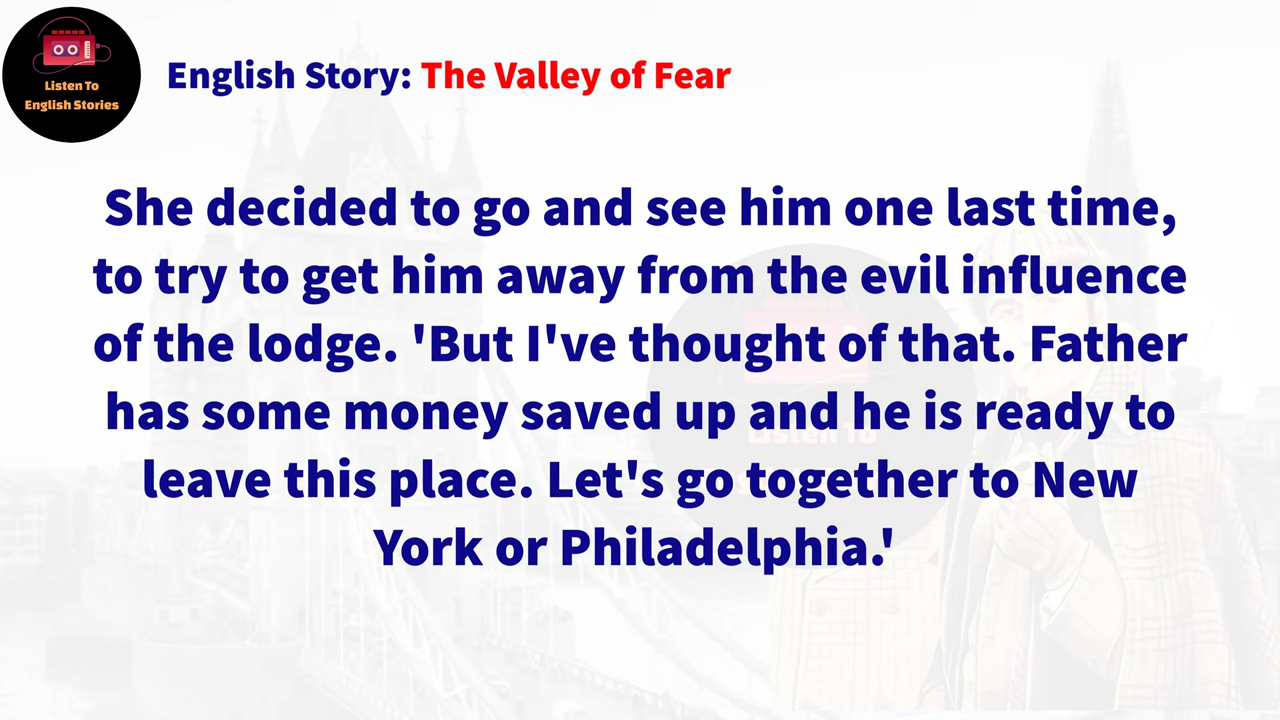 Listen To
English Stories
English Story: The Valley of Fear
She decided to go and see him one last time,
to try to get him away from the evil influence
of the lodge. 'But I've thought of that. Father
has some money saved up and he is ready to
leave this place. Let's go together to New
York or Philadelphia.'
Listen To